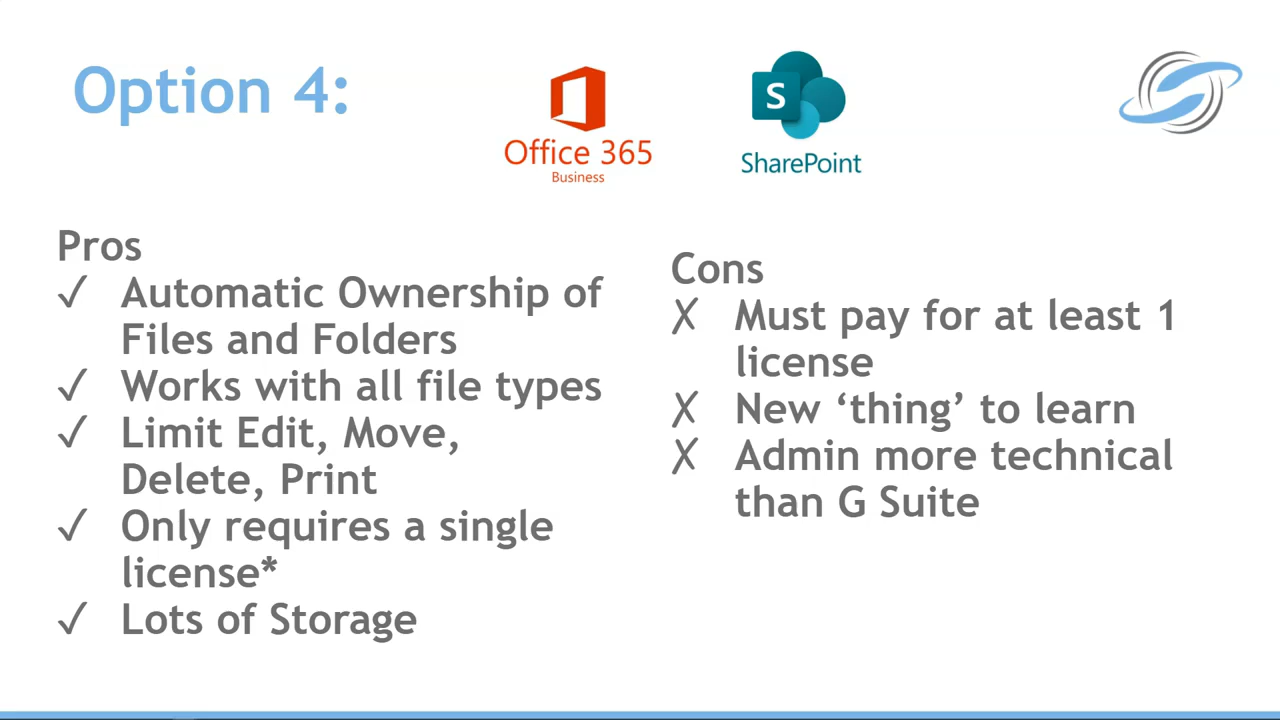 Option 4:
Office 365
Business
S
SharePoint
Pros
✓ Automatic Ownership of
Files and Folders
✓ Works with all file types
✓ Limit Edit, Move,
Delete, Print
✓ Only requires a single
license*
✓ Lots of Storage
Cons
✗ Must pay for at least 1
license
✗ New ‘thing’ to learn
✗ Admin more technical
than G Suite